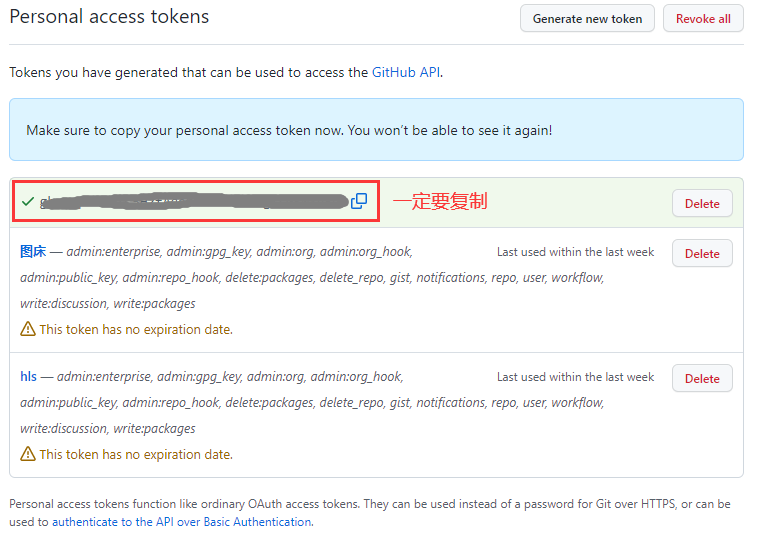 Personal access tokens
Generate new token
Revoke all
Tokens you have generated that can be used to access the GitHub API.
Make sure to copy your personal access token now. You won't be able to see it again!
一定要复制
Delete
图床 — admin:enterprise, admin:gpg_key, admin:org, admin:org_hook,
Last used within the last week
Delete
admin:public_key, admin:repo_hook, delete:packages, delete_repo, gist, notifications, repo, user, workflow,
write:discussion, write:packages
This token has no expiration date.
hls — admin:enterprise, admin:gpg_key, admin:org, admin:org_hook,
Last used within the last week
Delete
admin:public_key, admin:repo_hook, delete:packages, delete_repo, gist, notifications, repo, user, workflow,
write:discussion, write:packages
This token has no expiration date.
Personal access tokens function like ordinary OAuth access tokens. They can be used instead of a password for Git over HTTPS, or can be
used to authenticate to the API over Basic Authentication.